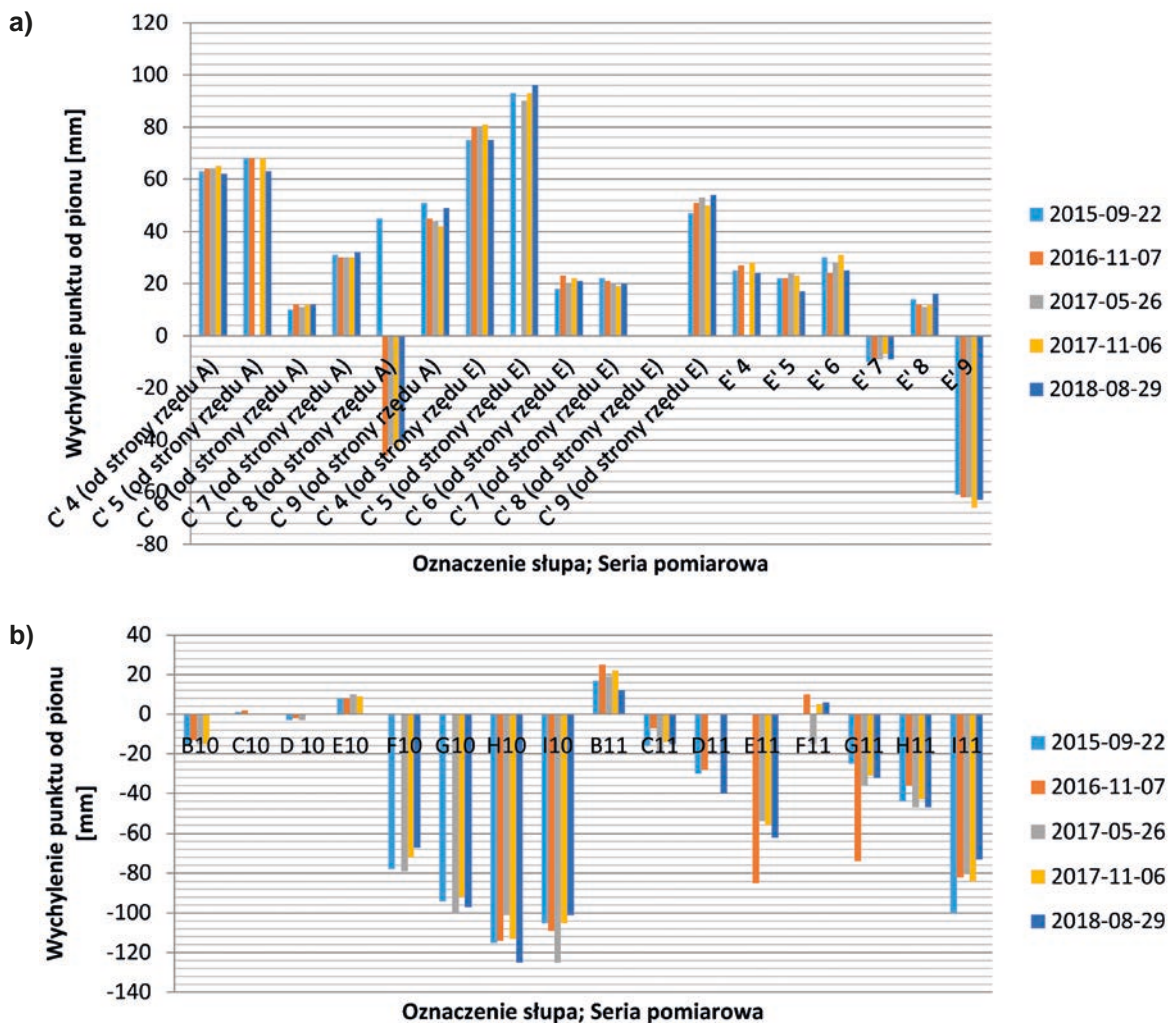 a)
Wychylenie punktu od pionu [mm]
120
100
80
60
40
20
0
-20
-40
-60
-80
C' 4 (od strony rzędu A)
C' 5 (od strony rzędu A)
C' 6 (od strony rzędu A)
C' 7 (od strony rzędu A)
C' 8 (od strony rzędu A)
C' 9 (od strony rzędu A)
C' 4 (od strony rzędu E)
C' 5 (od strony rzędu E)
C' 6 (od strony rzędu E)
C' 7 (od strony rzędu E)
C' 8 (od strony rzędu E)
C' 9 (od strony rzędu E)
E' 4
E' 5
E' 6
E' 7
E' 8
E' 9
Oznaczenie słupa; Seria pomiarowa
2015-09-22
2016-11-07
2017-05-26
2017-11-06
2018-08-29
b)
Wychylenie punktu od pionu
[mm]
40
20
0
-20
-40
-60
-80
-100
-120
-140
B10
C10
D 10
E10
F10
G10
H10
I10
B11
C11
D11
E11
F11
G11
H11
I11
Oznaczenie słupa; Seria pomiarowa
2015-09-22
2016-11-07
2017-05-26
2017-11-06
2018-08-29